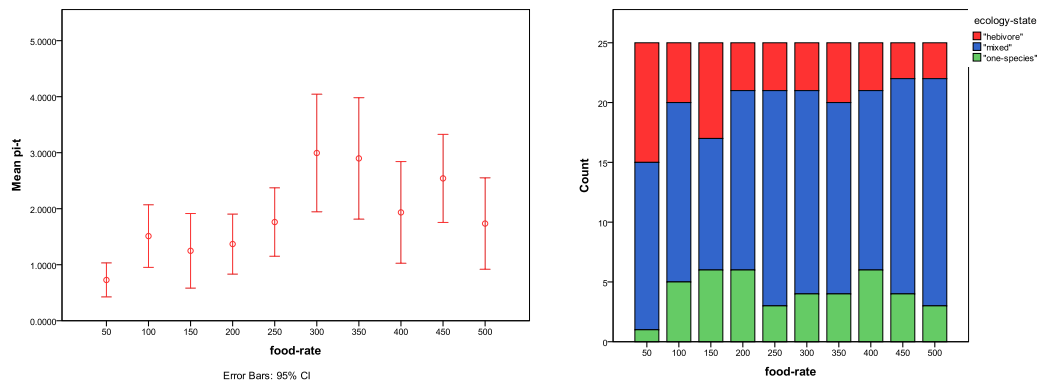 Mean pi-t
5.0000
4.0000
3.0000
2.0000
1.0000
0.0000
50 100 150 200 250 300 350 400 450 500
food-rate
Error Bars: 95% CI
Count
25
20
15
10
5
0
50 100 150 200 250 300 350 400 450 500
food-rate
ecology-state
"hebivore"
"mixed"
"one-species"